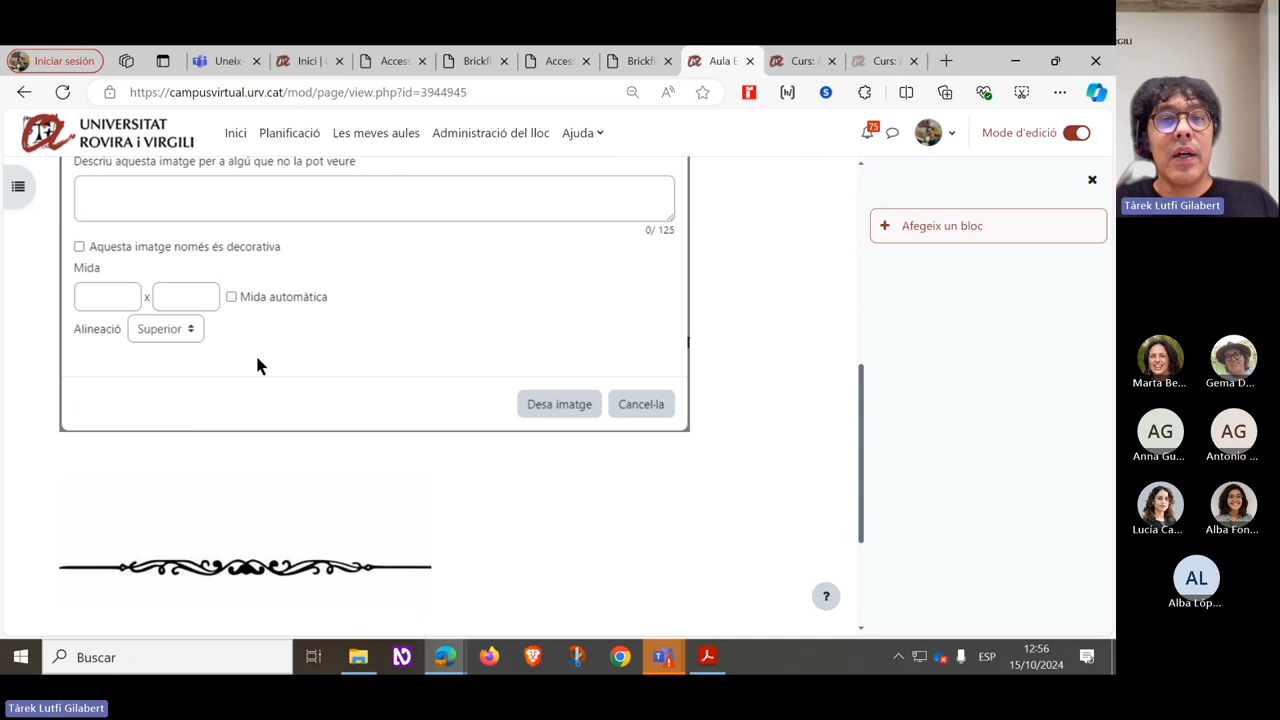 Iniciar sesión
Uneix-
Inici | (
Access
Brickf
Access
Brickf
Aula E
Curs: /
Curs: /
https://campusvirtual.urv.cat/mod/page/view.php?id=3944945
UNIVERSITAT
ROVIRA i VIRGILI
Inici
Planificació
Les meves aules
Administració del lloc
Ajuda
75
Mode d'edició
Descriu aquesta imatge per a algú que no la pot veure
0/ 125
Aquesta imatge només és decorativa
Mida
x
Mida automàtica
Alineació
Superior
Desa imatge
Cancel·la
Afegeix un bloc
?
Buscar
ESP
12:56
15/10/2024
VIRGILI
Tàrek Lutfi Gilabert
Marta Be...
Gema D...
AG
Anna Gu...
AG
Antonio ...
Lucía Ca...
Alba Fon...
AL
Alba Lóp...
Tàrek Lutfi Gilabert